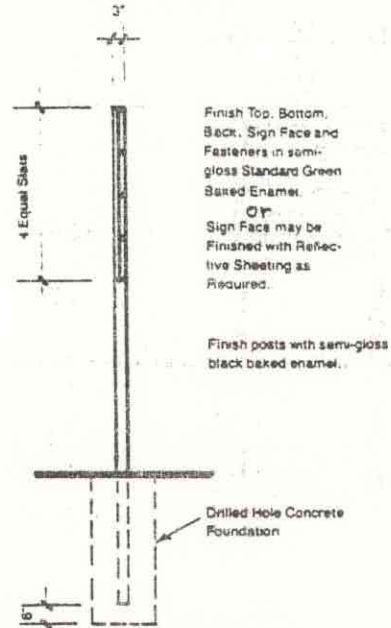 Finish Top, Bottom,
Back, Sign Face and
Fasteners in semi-
gloss Standard Green
Baked Enamel.
or
Sign Face may be
Finished with Reflec-
tive Sheeting as
Required.
4 Equal Slats
Finish posts with semi-gloss
black baked enamel.
Drilled Hole Concrete
Foundation
6"